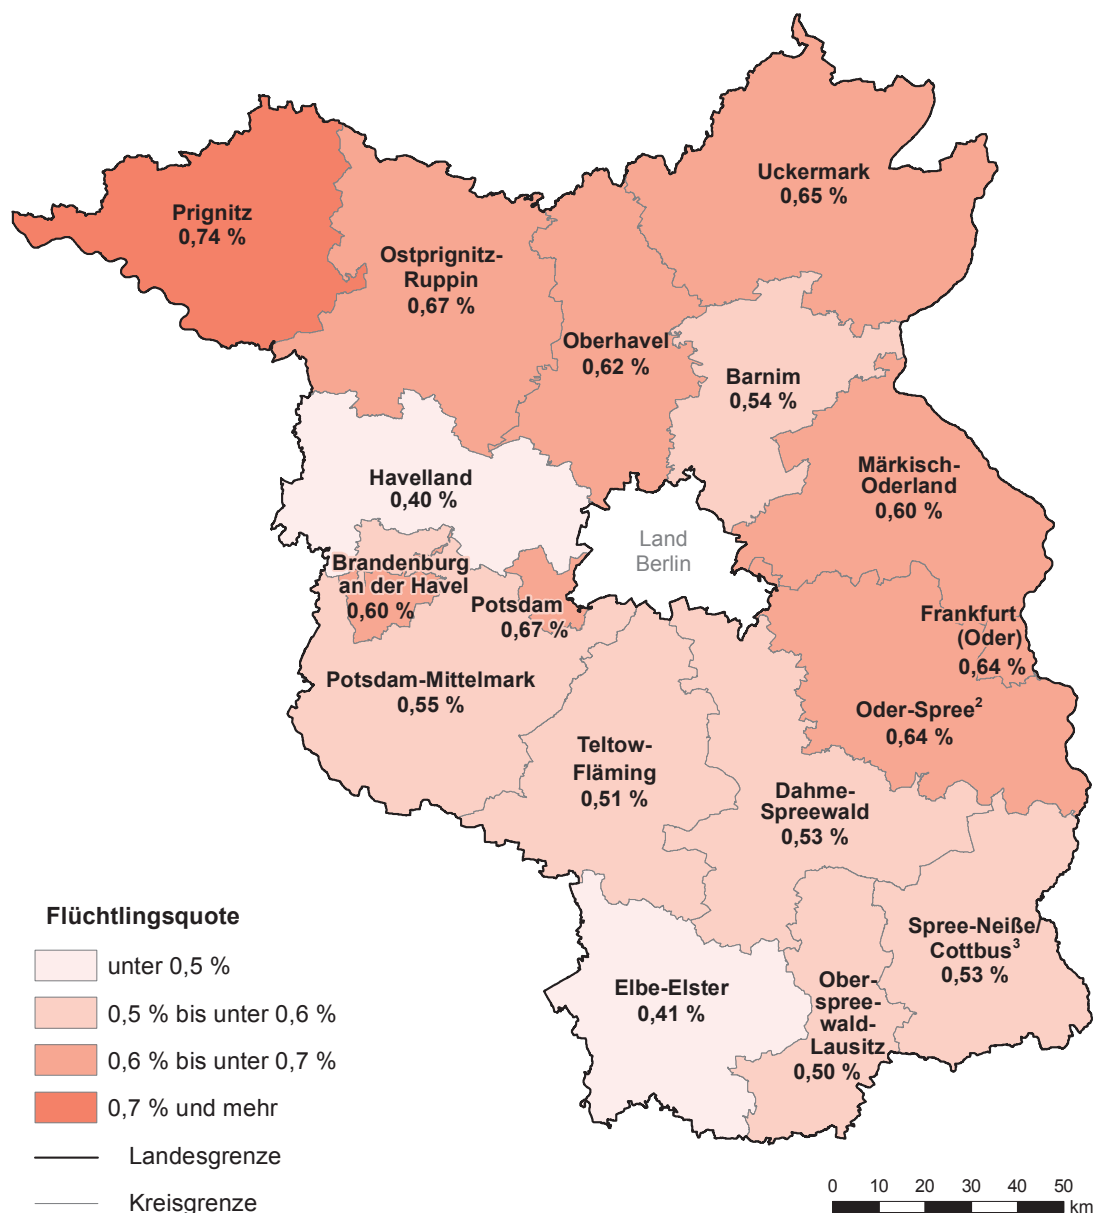 Uckermark
0,65 %
Prignitz
0,74 %
Ostprignitz-
Ruppin
0,67 %
Oberhavel
0,62 %
Barnim
0,54 %
Märkisch-
Oderland
0,60 %
Havelland
0,40 %
Land
Berlin
Brandenburg
an der Havel
0,60 %
Potsdam
0,67 %
Frankfurt
(Oder)
0,64 %
Potsdam-Mittelmark
0,55 %
Oder-Spree²
0,64 %
Teltow-
Fläming
0,51 %
Dahme-
Spreewald
0,53 %
Spree-Neiße/
Cottbus³
0,53 %
Elbe-Elster
0,41 %
Ober-
spree-
wald-
Lausitz
0,50 %
Flüchtlingsquote
unter 0,5 %
0,5 % bis unter 0,6 %
0,6 % bis unter 0,7 %
0,7 % und mehr
Landesgrenze
Kreisgrenze
0 10 20 30 40 50
km